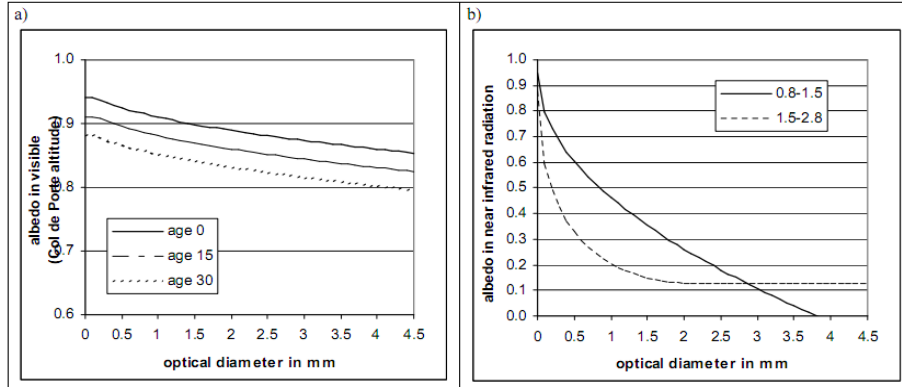 a)
1.0
0.9
0.8
0.7
0.6
albedo in visible
(Col de Porte altitude)
age 0
age 15
age 30
0 0.5 1 1.5 2 2.5 3 3.5 4 4.5
optical diameter in mm
b)
1.0
0.9
0.8
0.7
0.6
0.5
0.4
0.3
0.2
0.1
0.0
albedo in near infrared radiation
0.8-1.5
1.5-2.8
0 0.5 1 1.5 2 2.5 3 3.5 4 4.5
optical diameter in mm